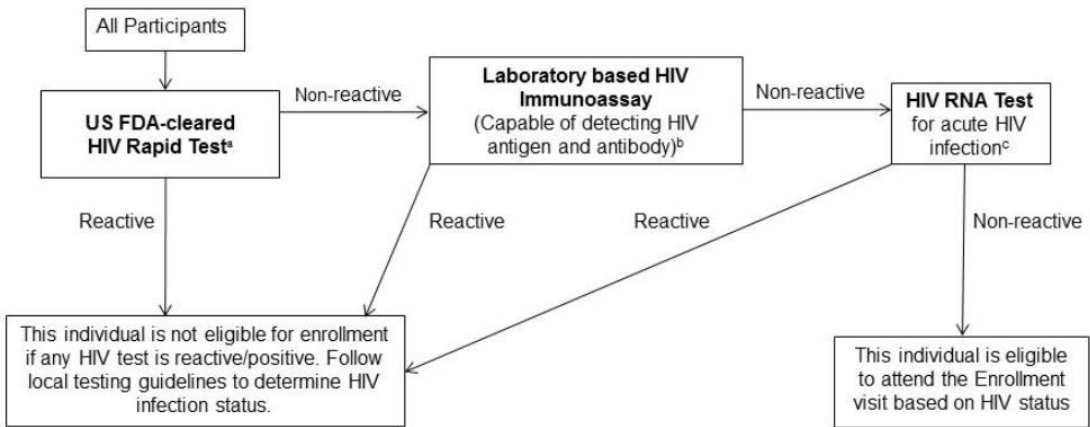 All Participants
US FDA-cleared
HIV Rapid Testᵃ
Non-reactive
Laboratory based HIV
Immunoassay
(Capable of detecting HIV
antigen and antibody)ᵇ
Non-reactive
HIV RNA Test
for acute HIV
infectionᶜ
Reactive
Reactive
Reactive
Non-reactive
This individual is not eligible for enrollment
if any HIV test is reactive/positive. Follow
local testing guidelines to determine HIV
infection status.
This individual is eligible
to attend the Enrollment
visit based on HIV status